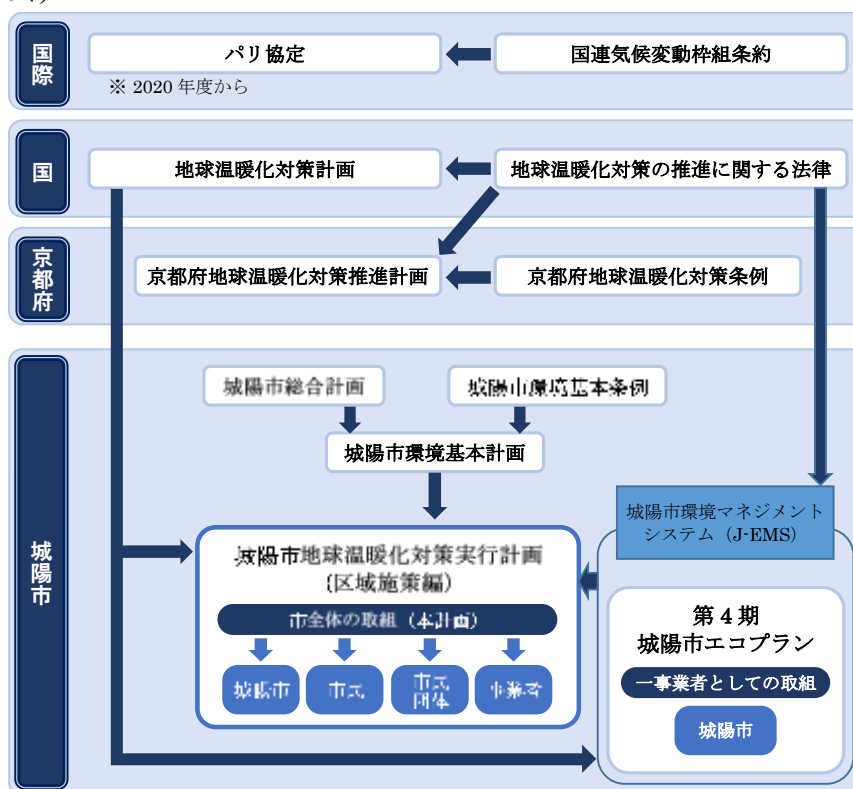 国際
パリ協定
国連気候変動枠組条約
※ 2020 年度から
国
地球温暖化対策計画
地球温暖化対策の推進に関する法律
京都府
京都府地球温暖化対策推進計画
京都府地球温暖化対策条例
城陽市
城陽市総合計画
城陽市環境基本条例
城陽市環境基本計画
城陽市環境マネジメント
システム（J-EMS）
城陽市地球温暖化対策実行計画
（区域施策編）
市全体の取組（本計画）
城陽市
市民
市民
団体
事業者
第４期
城陽市エコプラン
一事業者としての取組
城陽市